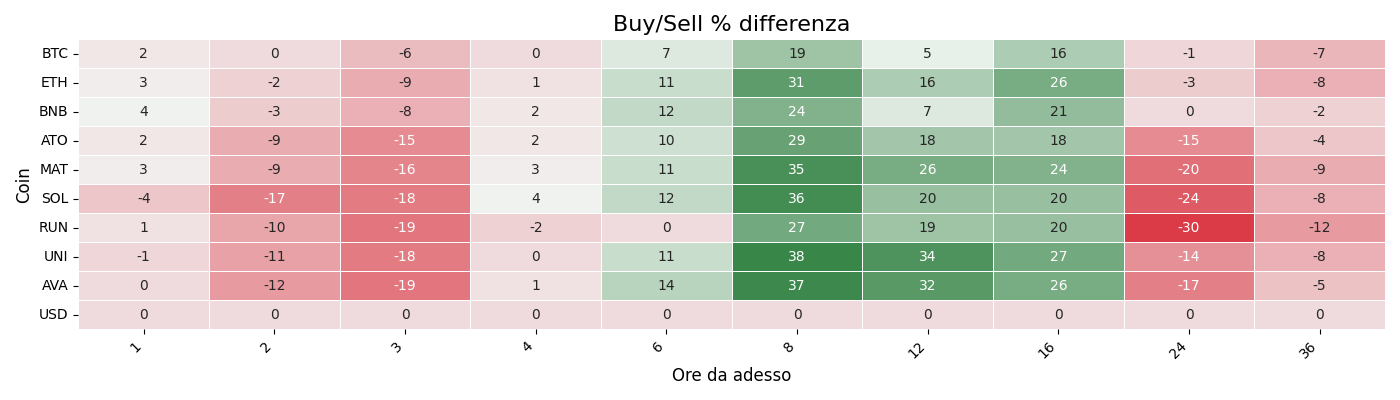 Buy/Sell % differenza
Coin
BTC 2 0 -6 0 7 19 5 16 -1 -7
ETH 3 -2 -9 1 11 31 16 26 -3 -8
BNB 4 -3 -8 2 12 24 7 21 0 -2
ATO 2 -9 -15 2 10 29 18 18 -15 -4
MAT 3 -9 -16 3 11 35 26 24 -20 -9
SOL -4 -17 -18 4 12 36 20 20 -24 -8
RUN 1 -10 -19 -2 0 27 19 20 -30 -12
UNI -1 -11 -18 0 11 38 34 27 -14 -8
AVA 0 -12 -19 1 14 37 32 26 -17 -5
USD 0 0 0 0 0 0 0 0 0 0
1 2 3 4 6 8 12 16 24 36
Ore da adesso